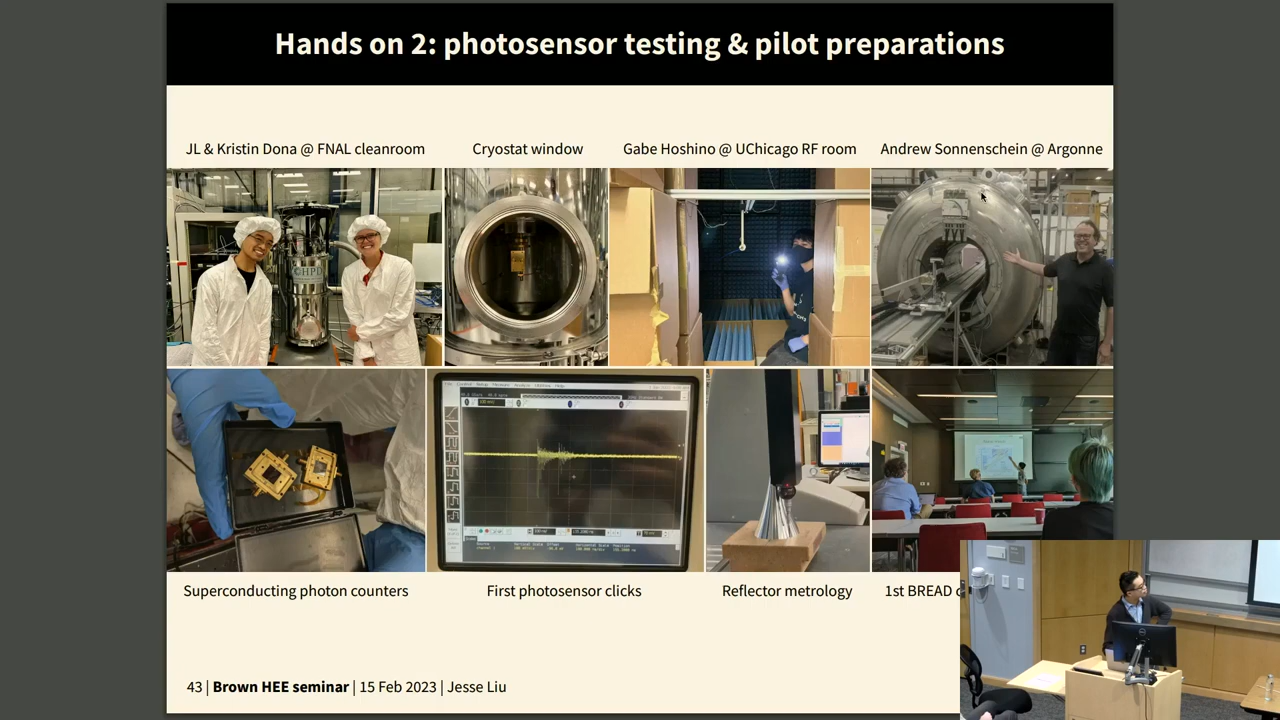 Hands on 2: photosensor testing & pilot preparations
JL & Kristin Dona @ FNAL cleanroom
Cryostat window
Gabe Hoshino @ UChicago RF room
Andrew Sonnenschein @ Argonne
CHPD
Superconducting photon counters
First photosensor clicks
Reflector metrology
1st BREAD
43 | Brown HEE seminar | 15 Feb 2023 | Jesse Liu